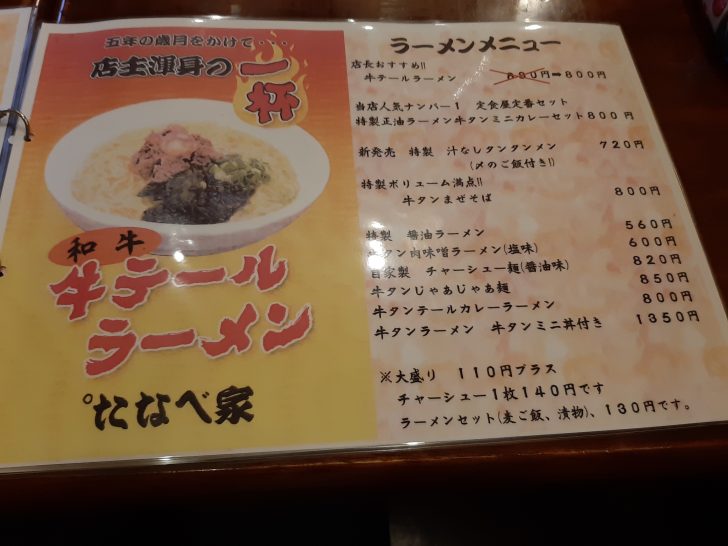 五年の歳月をかけて・・・
店主渾身の一杯
和牛
牛テール
ラーメン
たなべ家
ラーメンメニュー
店長おすすめ!!
牛テールラーメン 890円➡800円
当店人気ナンバー1 定食屋定番セット
特製正油ラーメン牛タンミニカレーセット800円
新発売 特製 汁なしタンタンメン 720円
(〆のご飯付き!!)
特製ボリューム満点!!
牛タンまぜそば 800円
特製 醤油ラーメン 560円
牛タン肉味噌ラーメン(塩味) 600円
自家製 チャーシュー麺(醤油味) 820円
牛タンじゃあじゃあ麺 850円
牛タンテールカレーラーメン 800円
牛タンラーメン 牛タンミニ丼付き 1350円
※大盛り 110円プラス
チャーシュー1枚140円です
ラーメンセット(麦ご飯、漬物)、130円です。